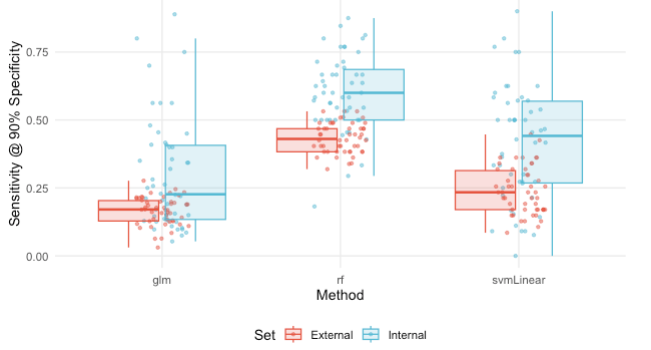 Sensitivity @ 90% Specificity
0.75
0.50
0.25
0.00
glm rf svmLinear
Method
Set External Internal